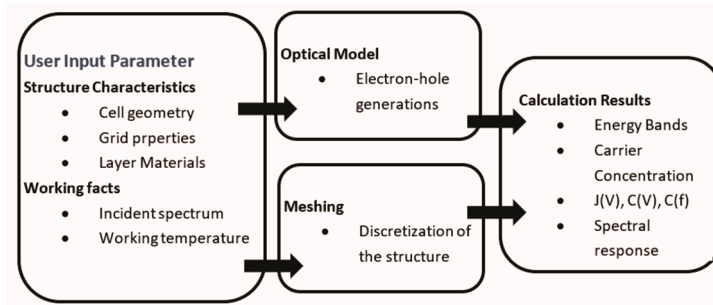 User Input Parameter
Structure Characteristics
• Cell geometry
• Grid prperties
• Layer Materials
Working facts
• Incident spectrum
• Working temperature
Optical Model
• Electron-hole
generations
Meshing
• Discretization of
the structure
Calculation Results
• Energy Bands
• Carrier
Concentration
• J(V), C(V), C(f)
• Spectral
response